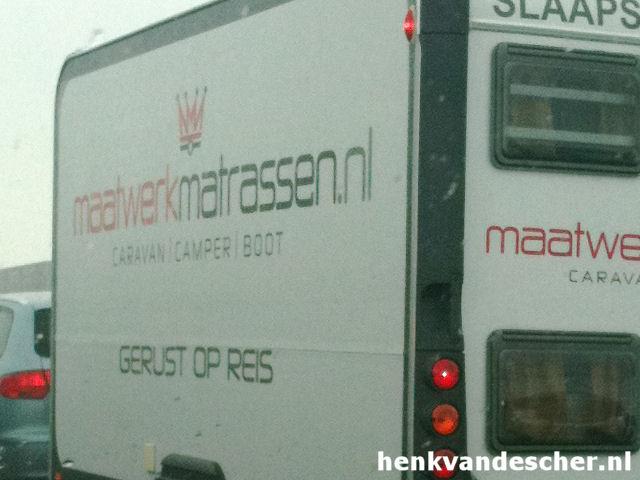 SLAAPS
maatwerkmatrassen.nl
CARAVAN|CAMPER|BOOT
GERUST OP REIS
maatwe
CARAVA
henkvandescher.nl